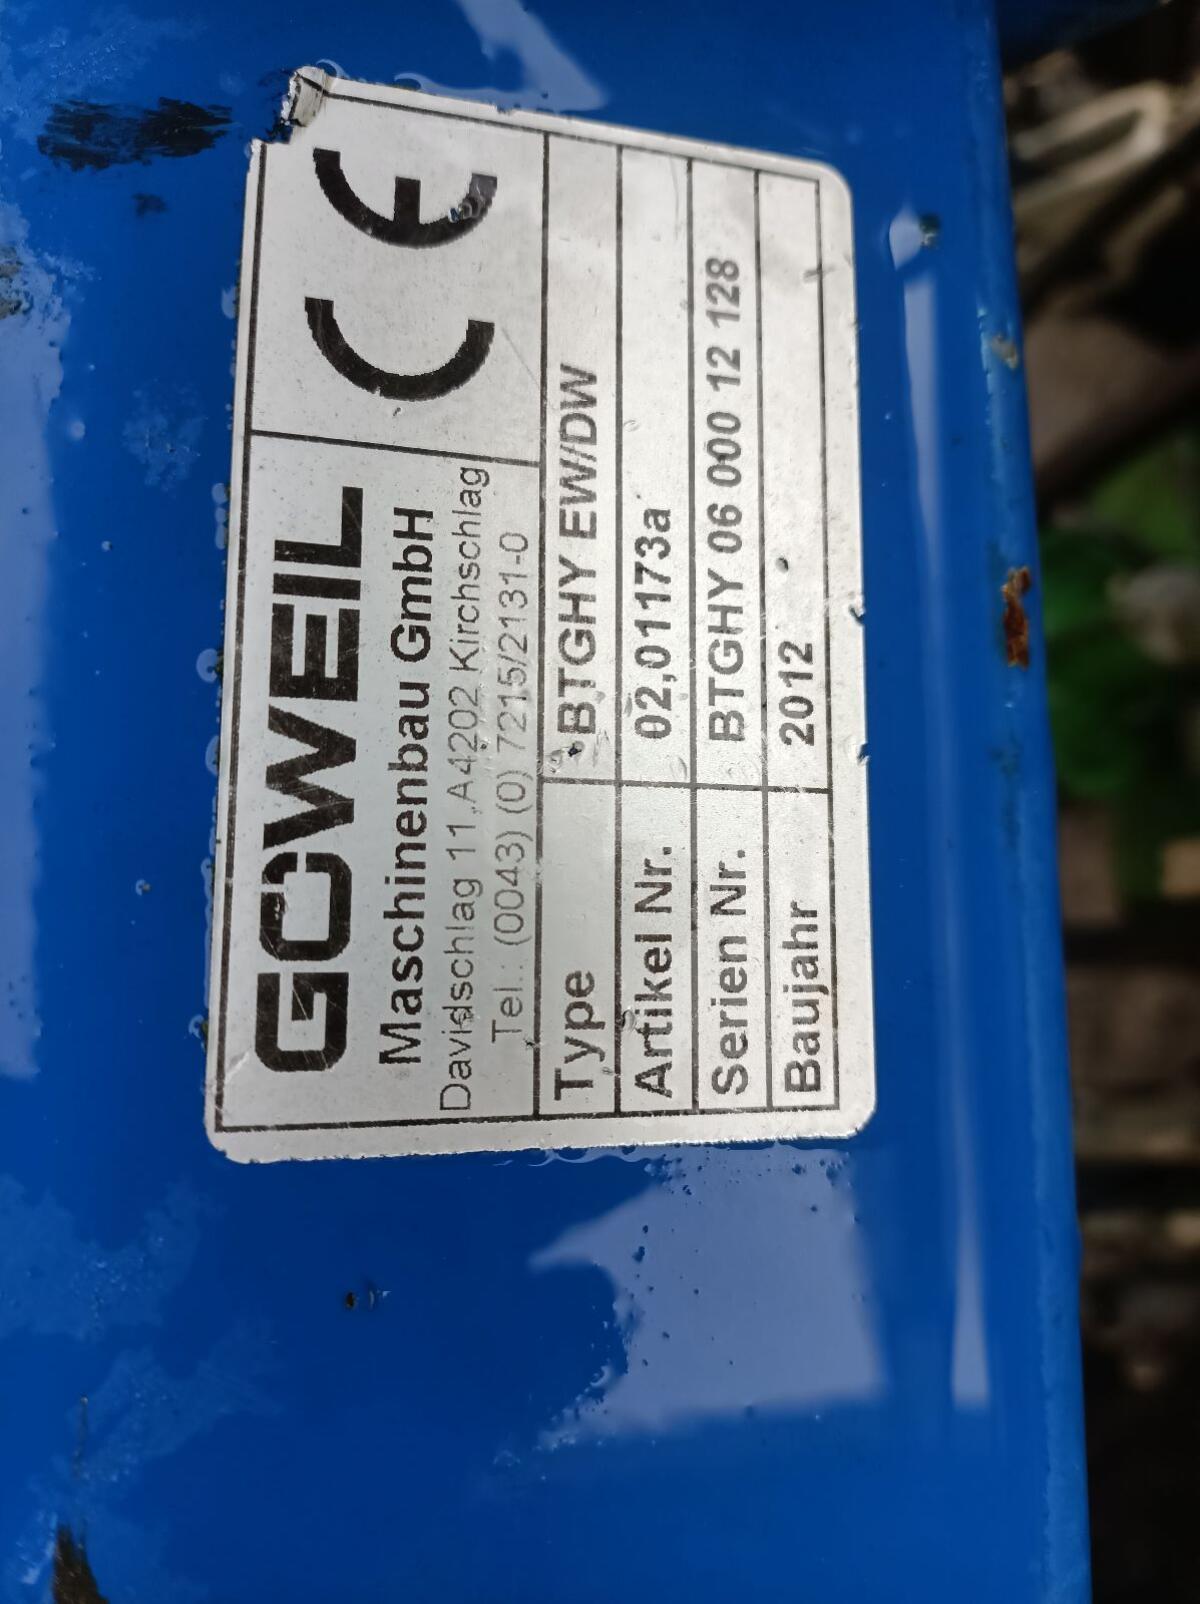 GÖWEIL
CE
Maschinenbau GmbH
Davidschlag 11,A4202 Kirchschlag
Tel.: (0043) (0) 7215/2131-0
Type BTGHY EW/DW
Artikel Nr. 02,01173a
Serien Nr. BTGHY 06 000 12 128
Baujahr 2012